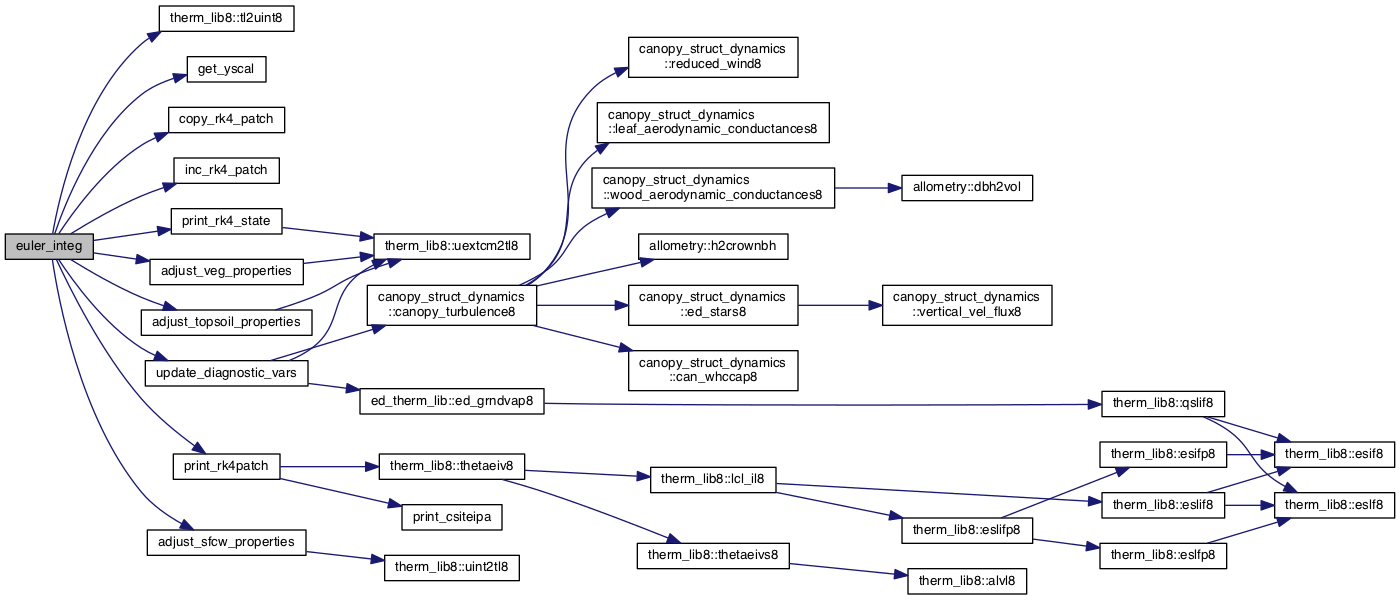 euler_integ
therm_lib8::tl2uint8
get_yscal
copy_rk4_patch
inc_rk4_patch
print_rk4_state
adjust_veg_properties
adjust_topsoil_properties
update_diagnostic_vars
print_rk4patch
adjust_sfcw_properties
therm_lib8::uextcm2tl8
canopy_struct_dynamics
::canopy_turbulence8
ed_therm_lib::ed_grndvap8
therm_lib8::thetaeiv8
print_csiteipa
therm_lib8::uint2tl8
canopy_struct_dynamics
::reduced_wind8
canopy_struct_dynamics
::leaf_aerodynamic_conductances8
canopy_struct_dynamics
::wood_aerodynamic_conductances8
allometry::h2crownbh
canopy_struct_dynamics
::ed_stars8
canopy_struct_dynamics
::can_whccap8
therm_lib8::lcl_il8
therm_lib8::thetaeivs8
allometry::dbh2vol
canopy_struct_dynamics
::vertical_vel_flux8
therm_lib8::eslifp8
therm_lib8::alvl8
therm_lib8::qslif8
therm_lib8::esifp8
therm_lib8::eslif8
therm_lib8::eslfp8
therm_lib8::esif8
therm_lib8::eslf8